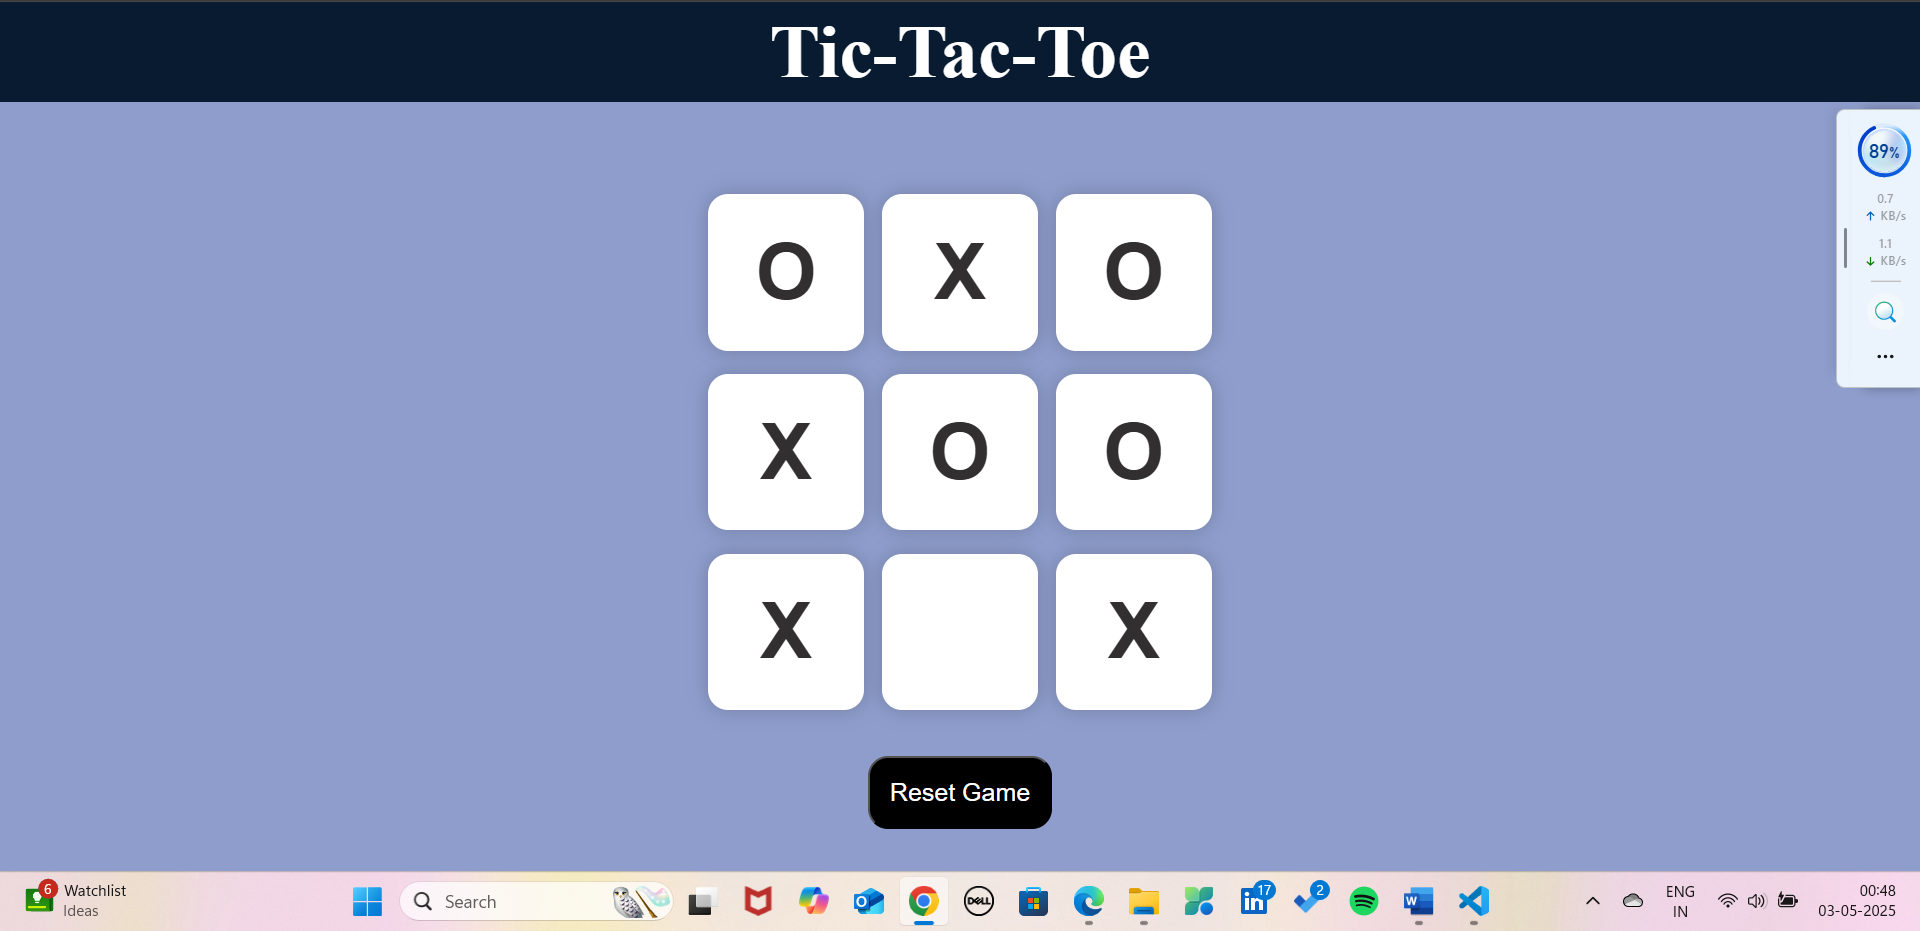 Tic-Tac-Toe
89%
0.7
↑ KB/s
1.1
↓ KB/s
O X O
X O O
X X
Reset Game
6 Watchlist
Ideas
Search
DELL
O
17
2
W
ENG
IN
00:48
03-05-2025